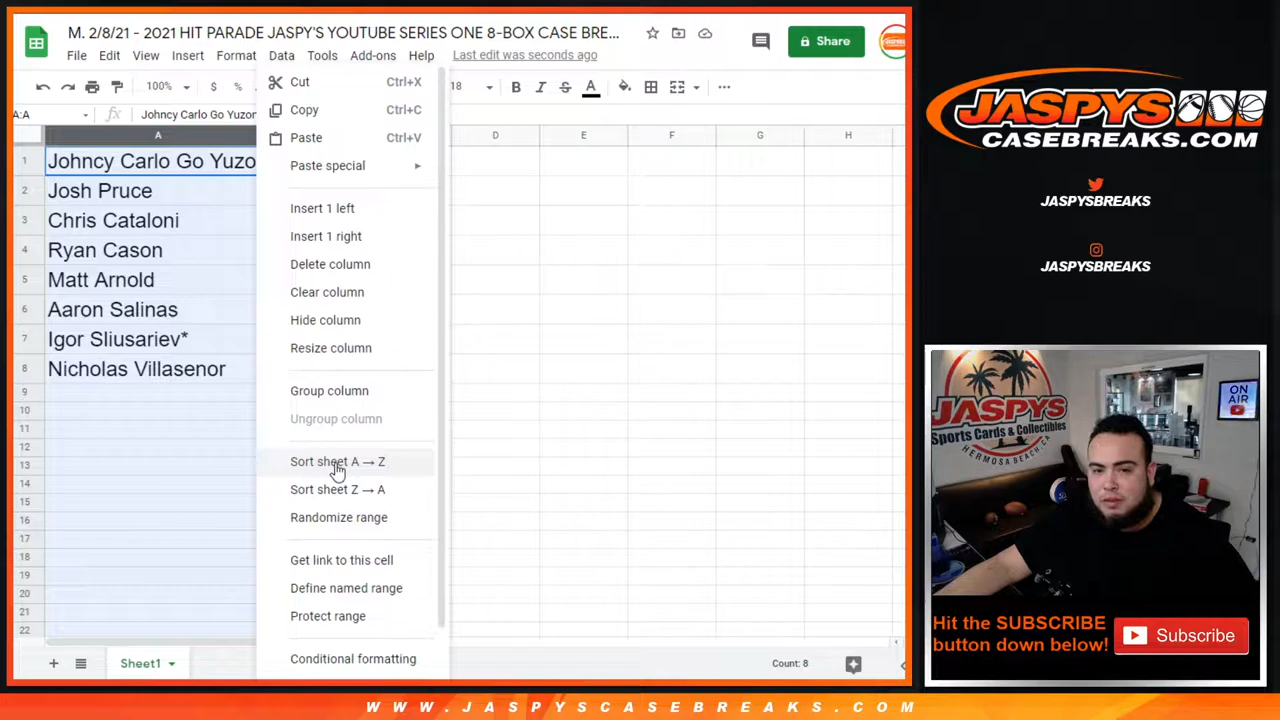 M. 2/8/21 - 2021 HIT PARADE JASPY'S YOUTUBE SERIES ONE 8-BOX CASE BRE...
Share
File Edit View Insert Format Data Tools Add-ons Help Last edit was seconds ago
100% $ % 18 B I S A
A:A fx Johncy Carlo Go Yuzon
A D E F G H
1 Johncy Carlo Go Yuzo
2 Josh Pruce
3 Chris Cataloni
4 Ryan Cason
5 Matt Arnold
6 Aaron Salinas
7 Igor Sliusariev*
8 Nicholas Villasenor
9
10
11
12
13
14
15
16
17
18
19
20
21
22
Cut Ctrl+X
Copy Ctrl+C
Paste Ctrl+V
Paste special
Insert 1 left
Insert 1 right
Delete column
Clear column
Hide column
Resize column
Group column
Ungroup column
Sort sheet A → Z
Sort sheet Z → A
Randomize range
Get link to this cell
Define named range
Protect range
Conditional formatting
Sheet1
Count: 8
JASPYS
CASEBREAKS.COM
JASPYSBREAKS
JASPYSBREAKS
JASPYS
Sports Cards & Collectibles
HERMOSA BEACH, CA
ON
AIR
Hit the SUBSCRIBE
button down below!
Subscribe
WWW.JASPYSCASEBREAKS.COM